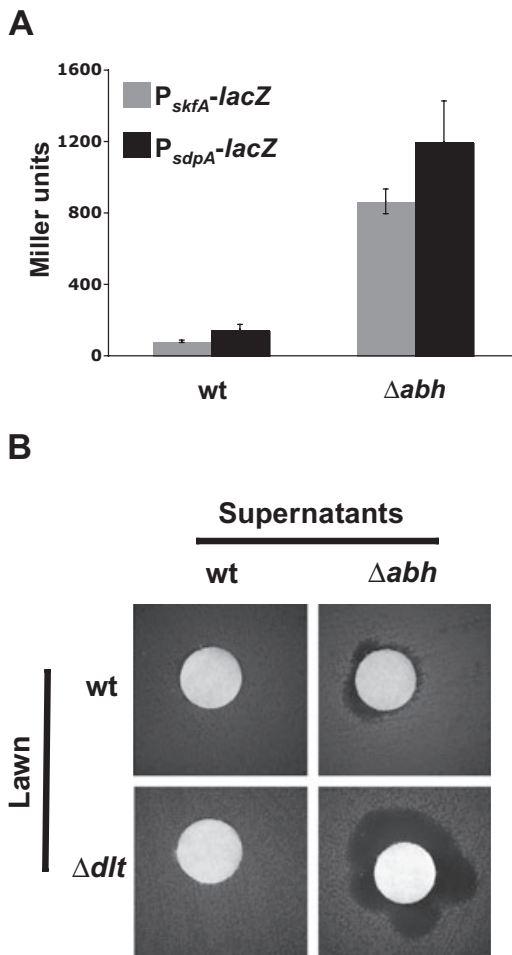 A
1600
1200
800
400
0
Miller units
PskfA-lacZ
PsdpA-lacZ
wt
Δabh
B
Supernatants
wt
Δabh
Lawn
wt
Δdlt